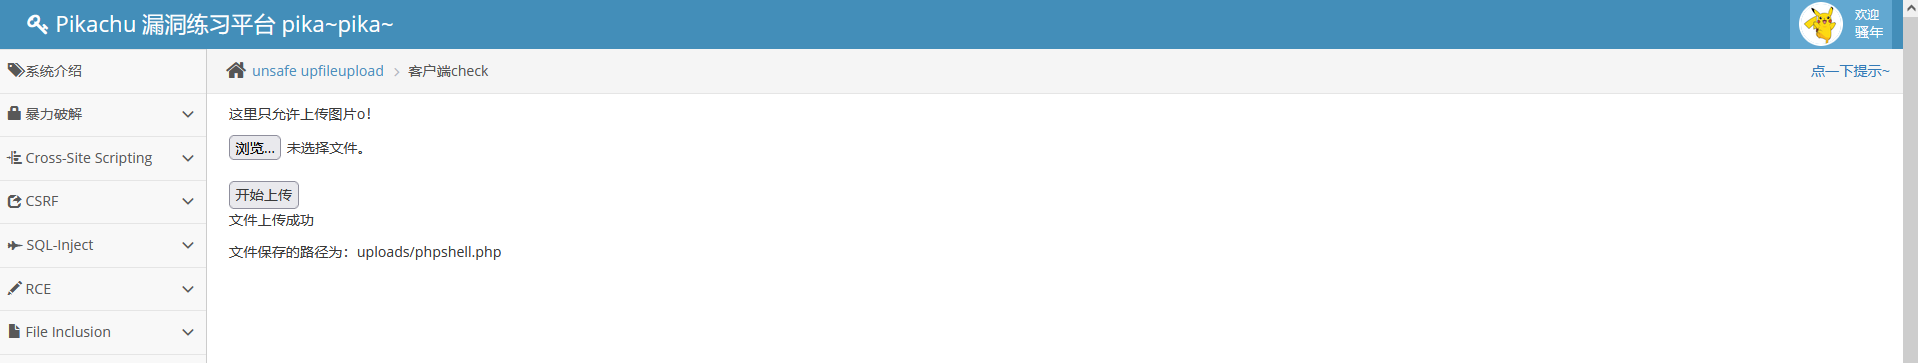 Pikachu 漏洞练习平台 pika~pika~
欢迎
骚年
系统介绍
暴力破解
Cross-Site Scripting
CSRF
SQL-Inject
RCE
File Inclusion
unsafe upfileupload > 客户端check
点一下提示~
这里只允许上传图片o！
浏览... 未选择文件。
开始上传
文件上传成功
文件保存的路径为：uploads/phpshell.php